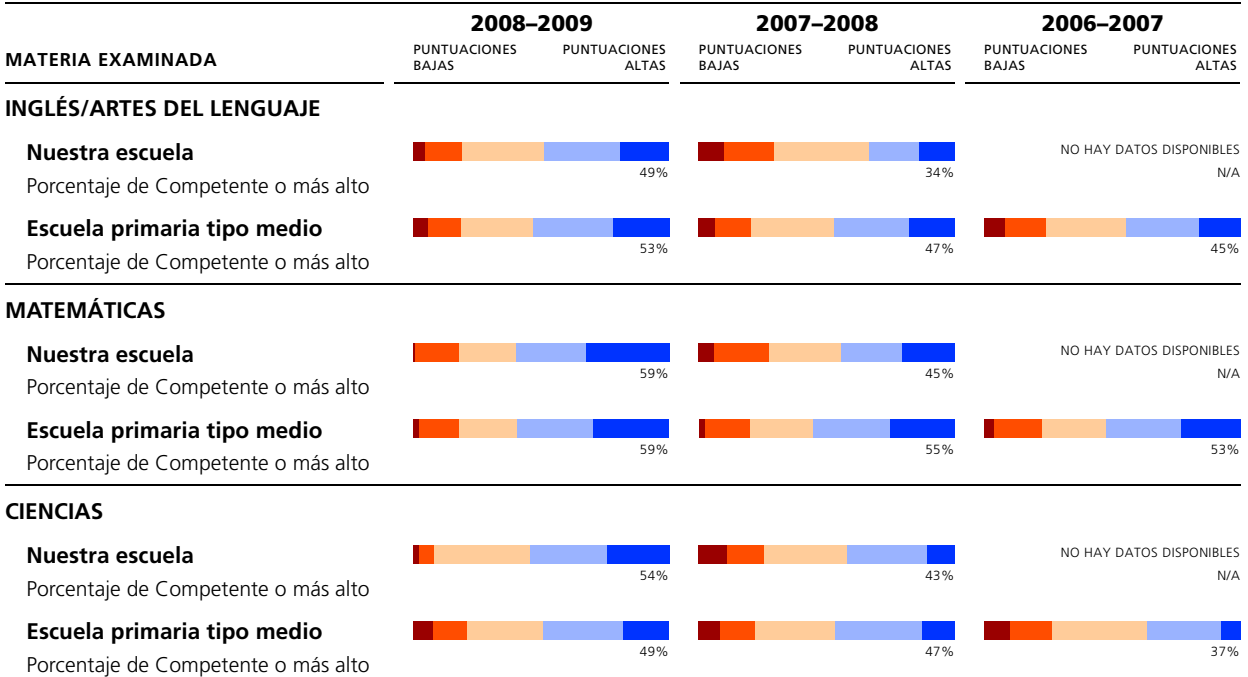 2008–2009 2007–2008 2006–2007
MATERIA EXAMINADA PUNTUACIONES BAJAS PUNTUACIONES ALTAS PUNTUACIONES BAJAS PUNTUACIONES ALTAS PUNTUACIONES BAJAS PUNTUACIONES ALTAS
INGLÉS/ARTES DEL LENGUAJE
Nuestra escuela NO HAY DATOS DISPONIBLES
Porcentaje de Competente o más alto 49% 34% N/A
Escuela primaria tipo medio
Porcentaje de Competente o más alto 53% 47% 45%
MATEMÁTICAS
Nuestra escuela NO HAY DATOS DISPONIBLES
Porcentaje de Competente o más alto 59% 45% N/A
Escuela primaria tipo medio
Porcentaje de Competente o más alto 59% 55% 53%
CIENCIAS
Nuestra escuela NO HAY DATOS DISPONIBLES
Porcentaje de Competente o más alto 54% 43% N/A
Escuela primaria tipo medio
Porcentaje de Competente o más alto 49% 47% 37%